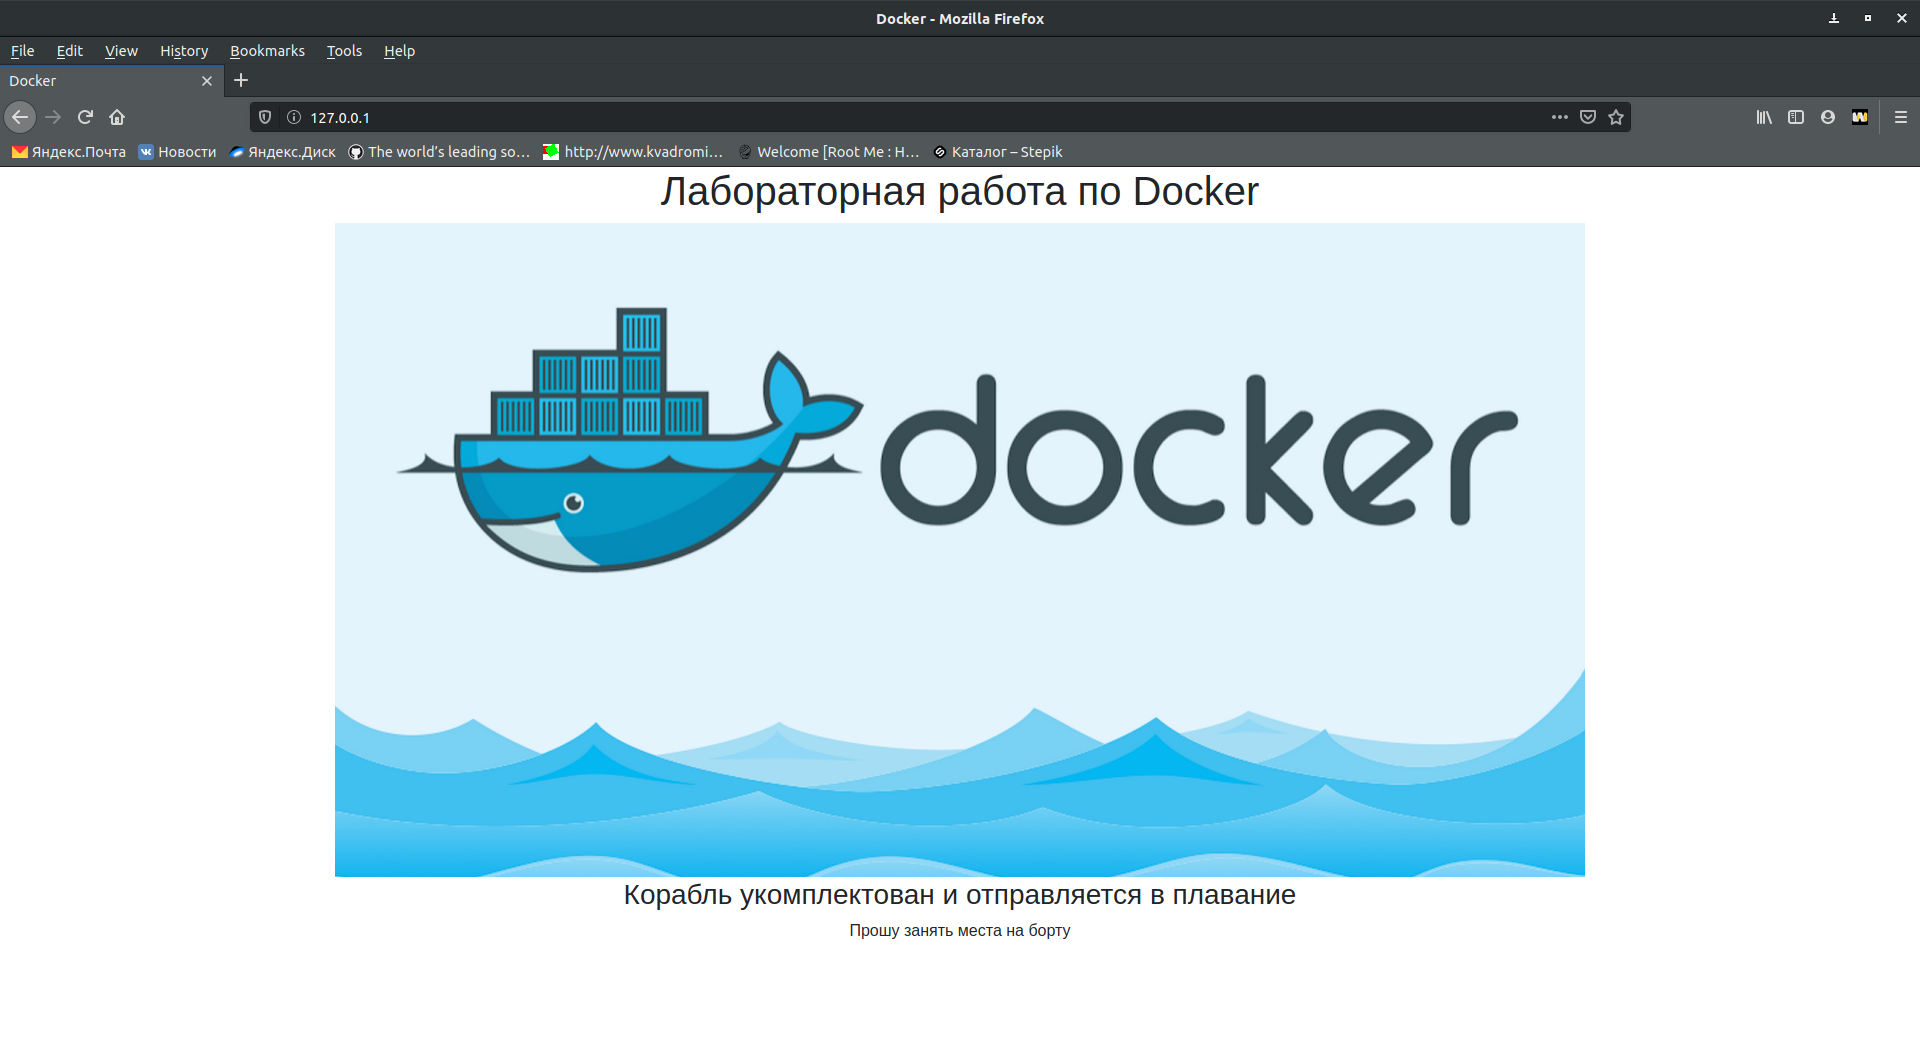 Docker - Mozilla Firefox
File Edit View History Bookmarks Tools Help
Docker
127.0.0.1
Яндекс.Почта Новости Яндекс.Диск The world’s leading so… http://www.kvadromi… Welcome [Root Me : H… Каталог – Stepik
Лабораторная работа по Docker
docker
Корабль укомплектован и отправляется в плавание
Прошу занять места на борту